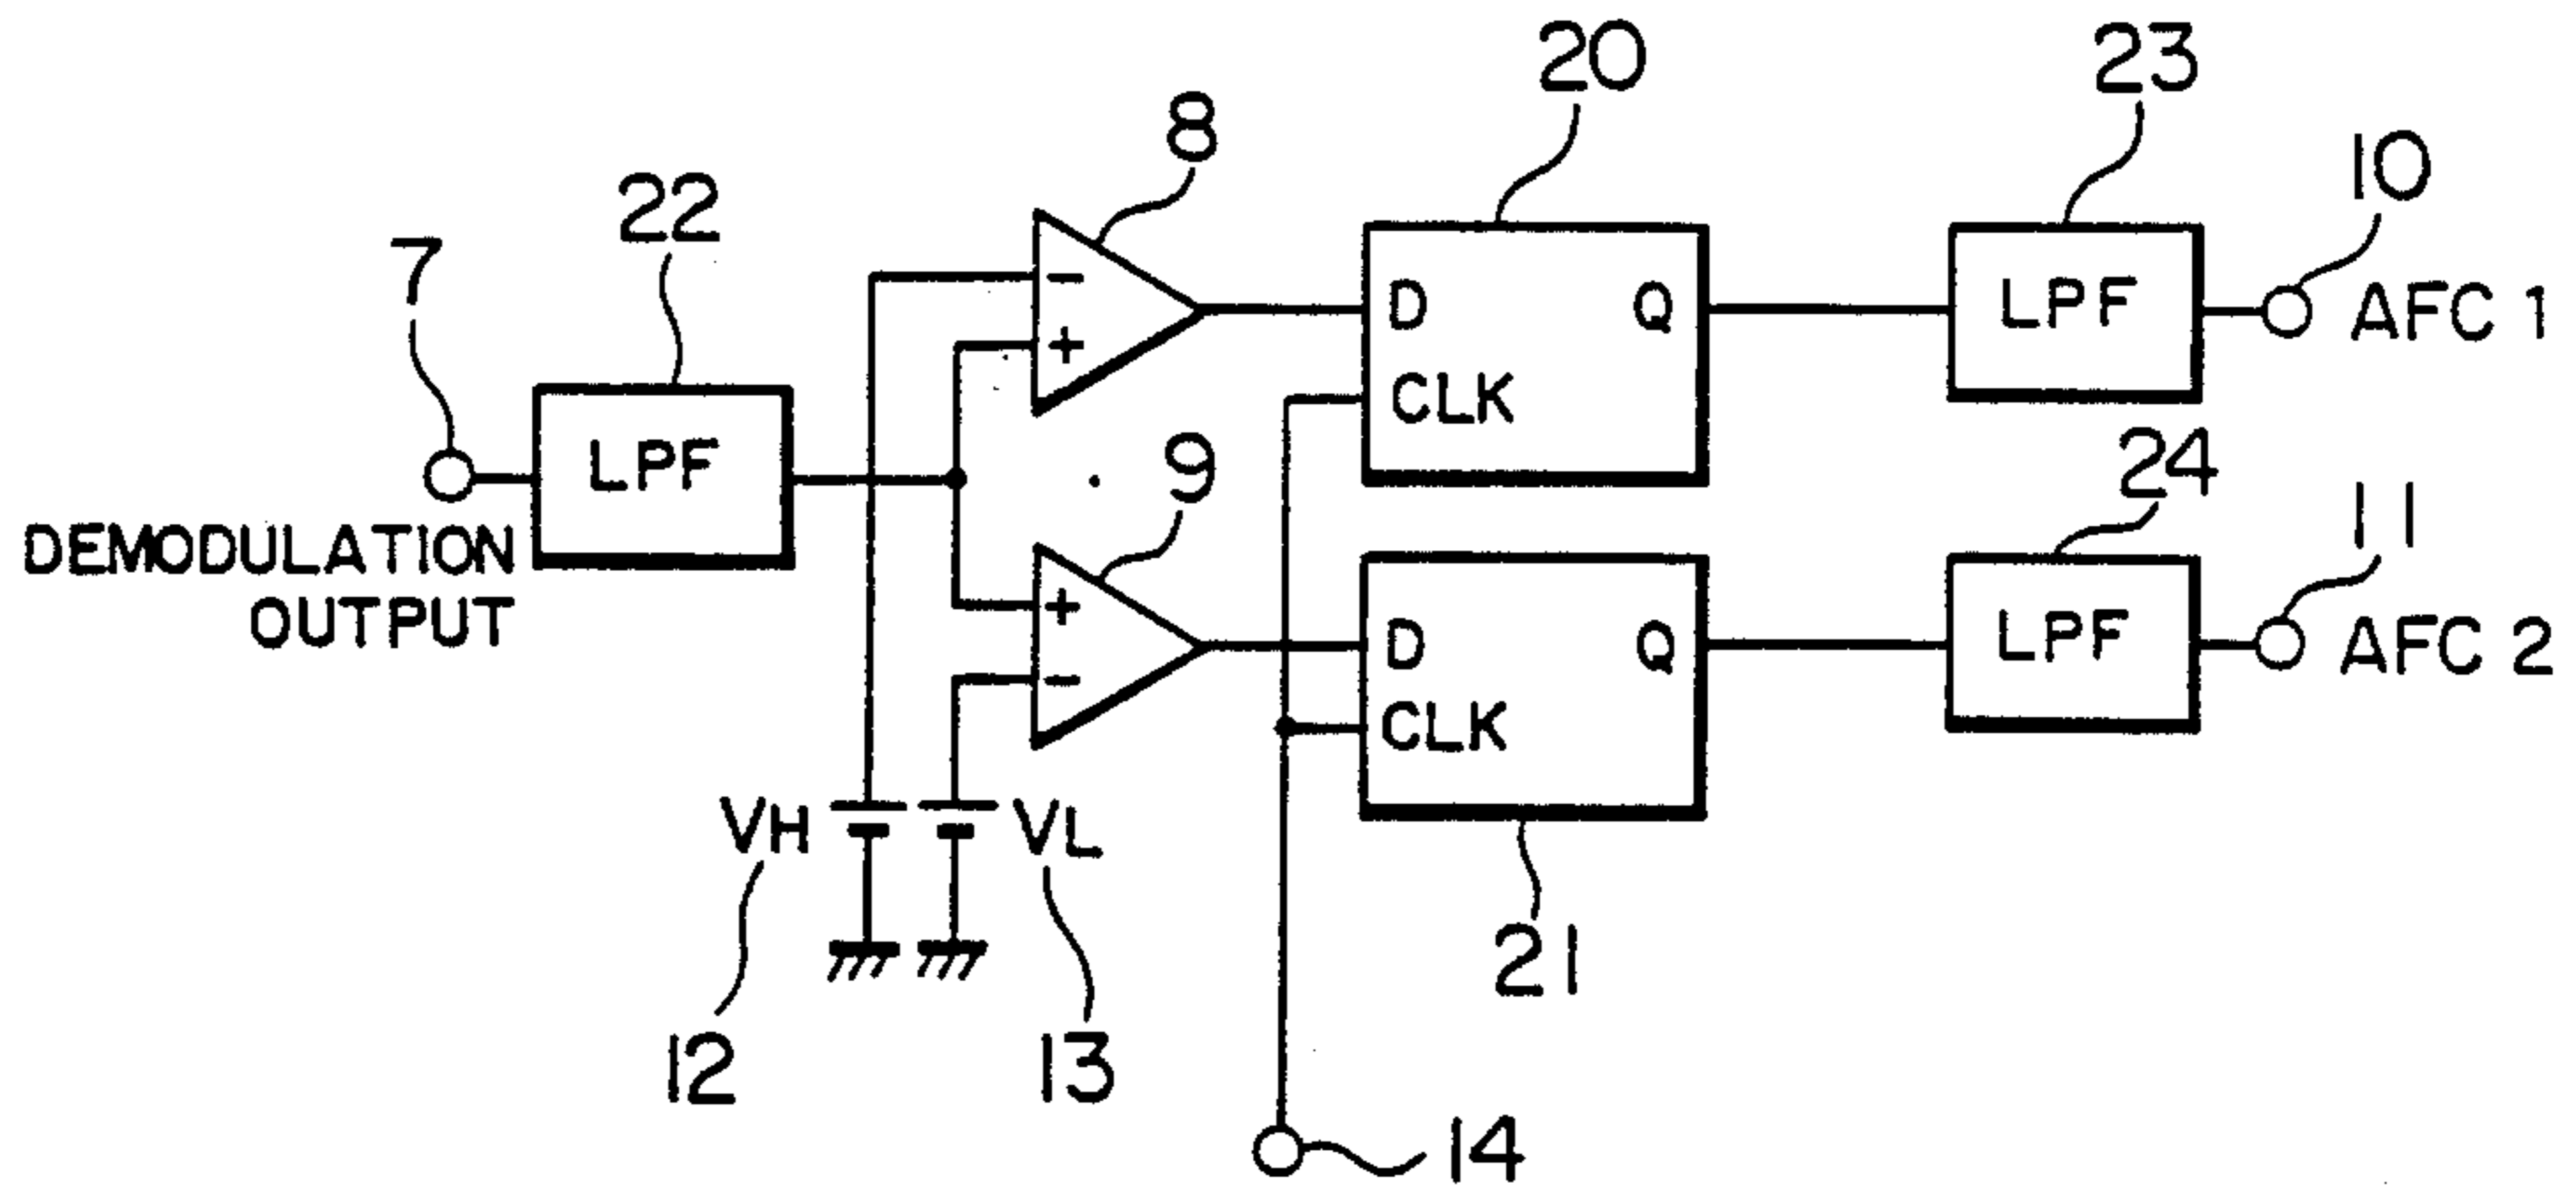 20
23
8
10
22
7
-
D
Q
LPF
AFC 1
+
CLK
LPF
9
24
11
DEMODULATION
OUTPUT
+
D
Q
LPF
AFC 2
-
CLK
VH
VL
21
12
13
14